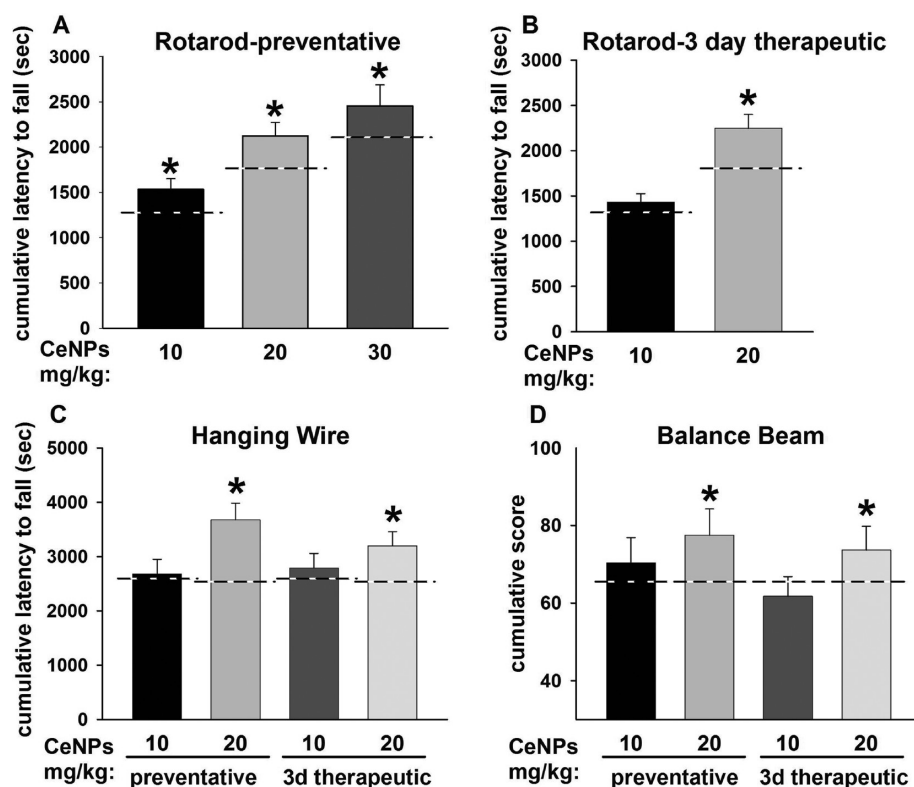 A
Rotarod-preventative
cumulative latency to fall (sec)
3000
2500
2000
1500
1000
500
0
*
*
*
CeNPs
mg/kg:
10 20 30
B
Rotarod-3 day therapeutic
cumulative latency to fall (sec)
3000
2500
2000
1500
1000
500
0
*
CeNPs
mg/kg:
10 20
C
Hanging Wire
cumulative latency to fall (sec)
5000
4000
3000
2000
1000
0
*
*
CeNPs
mg/kg:
10 20 10 20
preventative 3d therapeutic
D
Balance Beam
cumulative score
100
80
60
40
*
*
CeNPs
mg/kg:
10 20 10 20
preventative 3d therapeutic